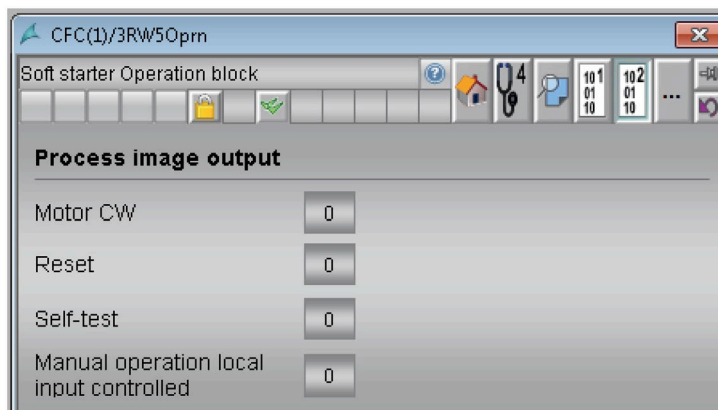 CFC(1)/3RW5Oprn
Soft starter Operation block
4
101
01
10
102
01
10
...
Process image output
Motor CW
0
Reset
0
Self-test
0
Manual operation local
input controlled
0